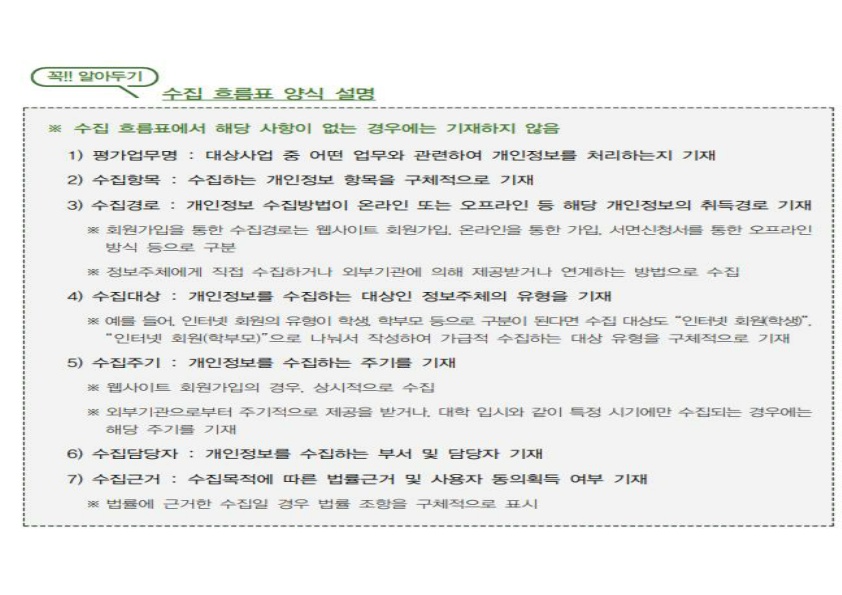 꼭!! 알아두기
수집 흐름표 양식 설명
※ 수집 흐름표에서 해당 사항이 없는 경우에는 기재하지 않음
1) 평가업무명 : 대상사업 중 어떤 업무와 관련하여 개인정보를 처리하는지 기재
2) 수집항목 : 수집하는 개인정보 항목을 구체적으로 기재
3) 수집경로 : 개인정보 수집방법이 온라인 또는 오프라인 등 해당 개인정보의 취득경로 기재
※ 회원가입을 통한 수집경로는 웹사이트 회원가입, 온라인을 통한 가입, 서면신청서를 통한 오프라인
방식 등으로 구분
※ 정보주체에게 직접 수집하거나 외부기관에 의해 제공받거나 연계하는 방법으로 수집
4) 수집대상 : 개인정보를 수집하는 대상인 정보주체의 유형을 기재
※ 예를 들어, 인터넷 회원의 유형이 학생, 학부모 등으로 구분이 된다면 수집 대상도 “인터넷 회원(학생)”,
“인터넷 회원(학부모)”으로 나눠서 작성하여 가급적 수집하는 대상 유형을 구체적으로 기재
5) 수집주기 : 개인정보를 수집하는 주기를 기재
※ 웹사이트 회원가입의 경우, 상시적으로 수집
※ 외부기관으로부터 주기적으로 제공을 받거나, 대학 입시와 같이 특정 시기에만 수집되는 경우에는
해당 주기를 기재
6) 수집담당자 : 개인정보를 수집하는 부서 및 담당자 기재
7) 수집근거 : 수집목적에 따른 법률근거 및 사용자 동의획득 여부 기재
※ 법률에 근거한 수집일 경우 법률 조항을 구체적으로 표시